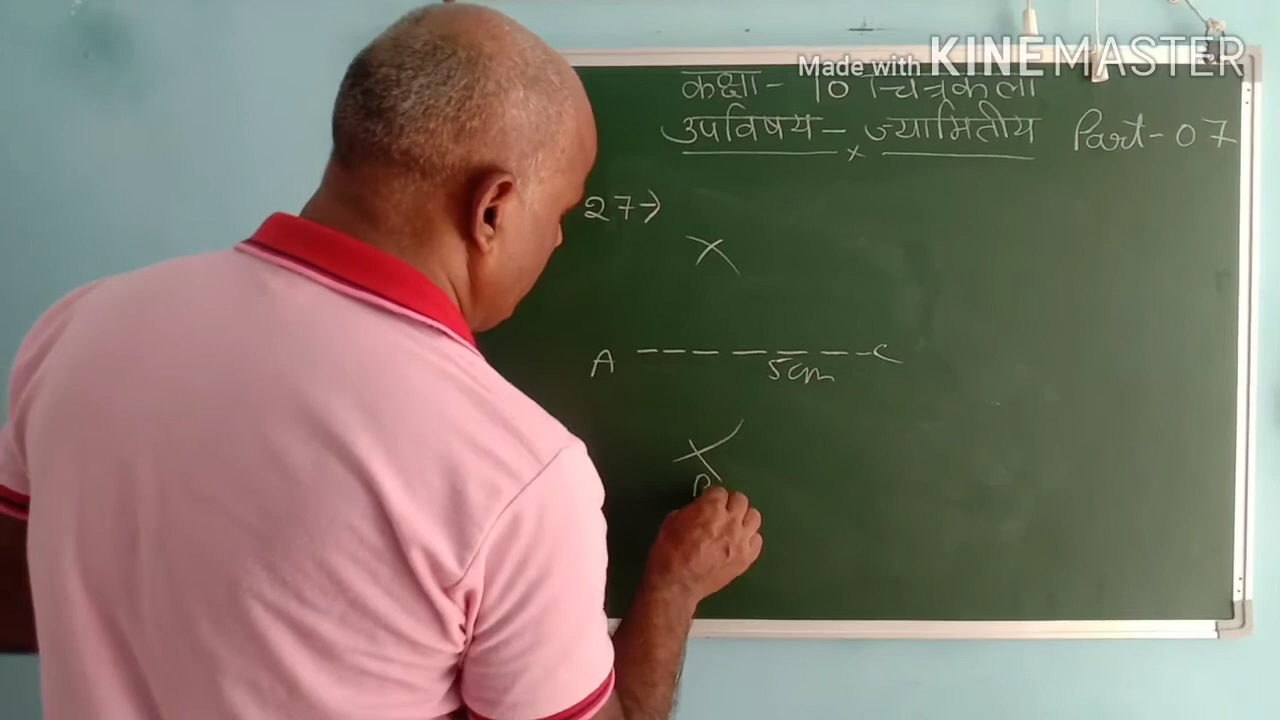 Made with KINEMASTER
कक्षा - 10 चित्रकला
उपविषय - ज्यामितीय Part - 07
27→
A C
5cm
B